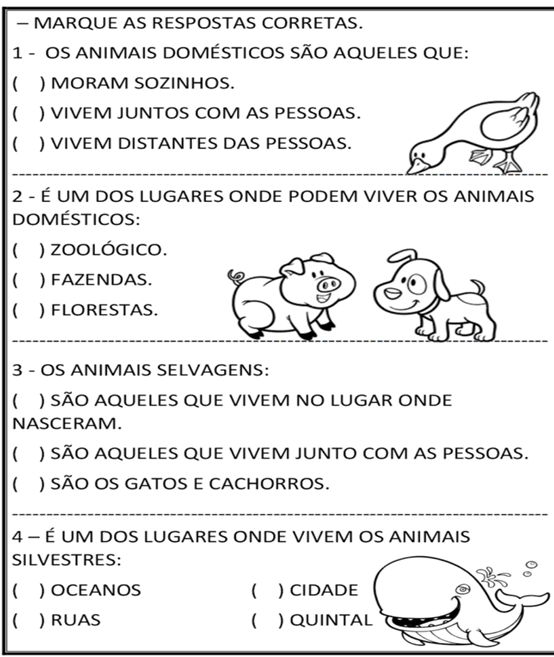 – MARQUE AS RESPOSTAS CORRETAS.
1 - OS ANIMAIS DOMÉSTICOS SÃO AQUELES QUE:
( ) MORAM SOZINHOS.
( ) VIVEM JUNTOS COM AS PESSOAS.
( ) VIVEM DISTANTES DAS PESSOAS.
2 - É UM DOS LUGARES ONDE PODEM VIVER OS ANIMAIS
DOMÉSTICOS:
( ) ZOOLÓGICO.
( ) FAZENDAS.
( ) FLORESTAS.
3 - OS ANIMAIS SELVAGENS:
( ) SÃO AQUELES QUE VIVEM NO LUGAR ONDE
NASCERAM.
( ) SÃO AQUELES QUE VIVEM JUNTO COM AS PESSOAS.
( ) SÃO OS GATOS E CACHORROS.
4 – É UM DOS LUGARES ONDE VIVEM OS ANIMAIS
SILVESTRES:
( ) OCEANOS ( ) CIDADE
( ) RUAS ( ) QUINTAL